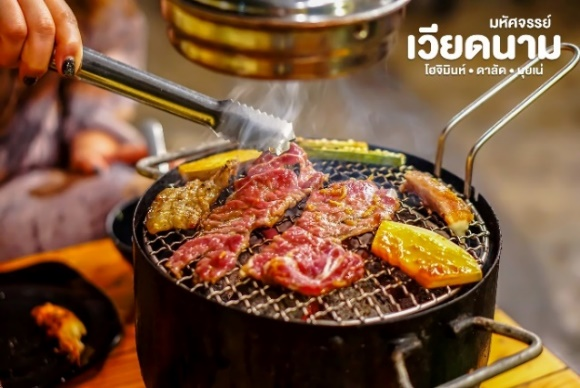 มหัศจรรย์
เวียดนาม
โฮจิมินห์ • ดาลัด • มุยเน่